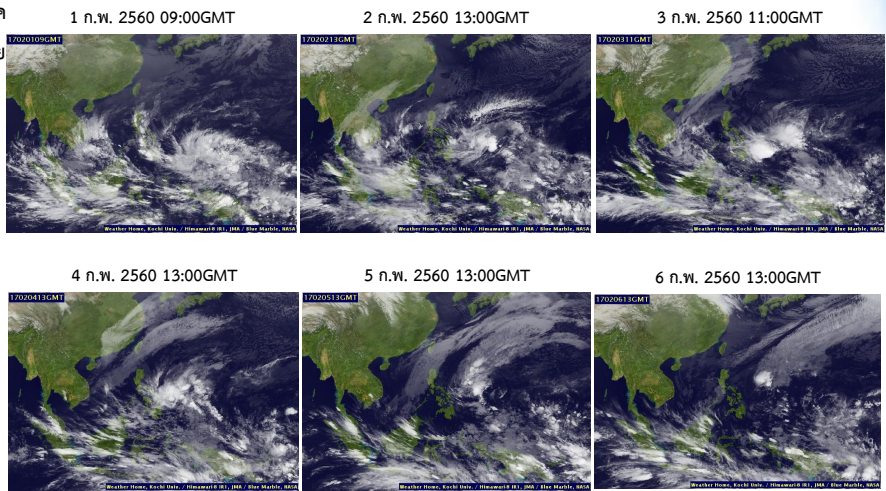 ค
ย
1 ก.พ. 2560 09:00GMT
2 ก.พ. 2560 13:00GMT
3 ก.พ. 2560 11:00GMT
17020109GMT
17020213GMT
17020311GMT
Weather Home, Kochi Univ. / Himawari-8 IR1, JMA / Blue Marble, NASA
Weather Home, Kochi Univ. / Himawari-8 IR1, JMA / Blue Marble, NASA
Weather Home, Kochi Univ. / Himawari-8 IR1, JMA / Blue Marble, NASA
4 ก.พ. 2560 13:00GMT
5 ก.พ. 2560 13:00GMT
6 ก.พ. 2560 13:00GMT
17020413GMT
17020513GMT
17020613GMT
Weather Home, Kochi Univ. / Himawari-8 IR1, JMA / Blue Marble, NASA
Weather Home, Kochi Univ. / Himawari-8 IR1, JMA / Blue Marble, NASA
Weather Home, Kochi Univ. / Himawari-8 IR1, JMA / Blue Marble, NASA